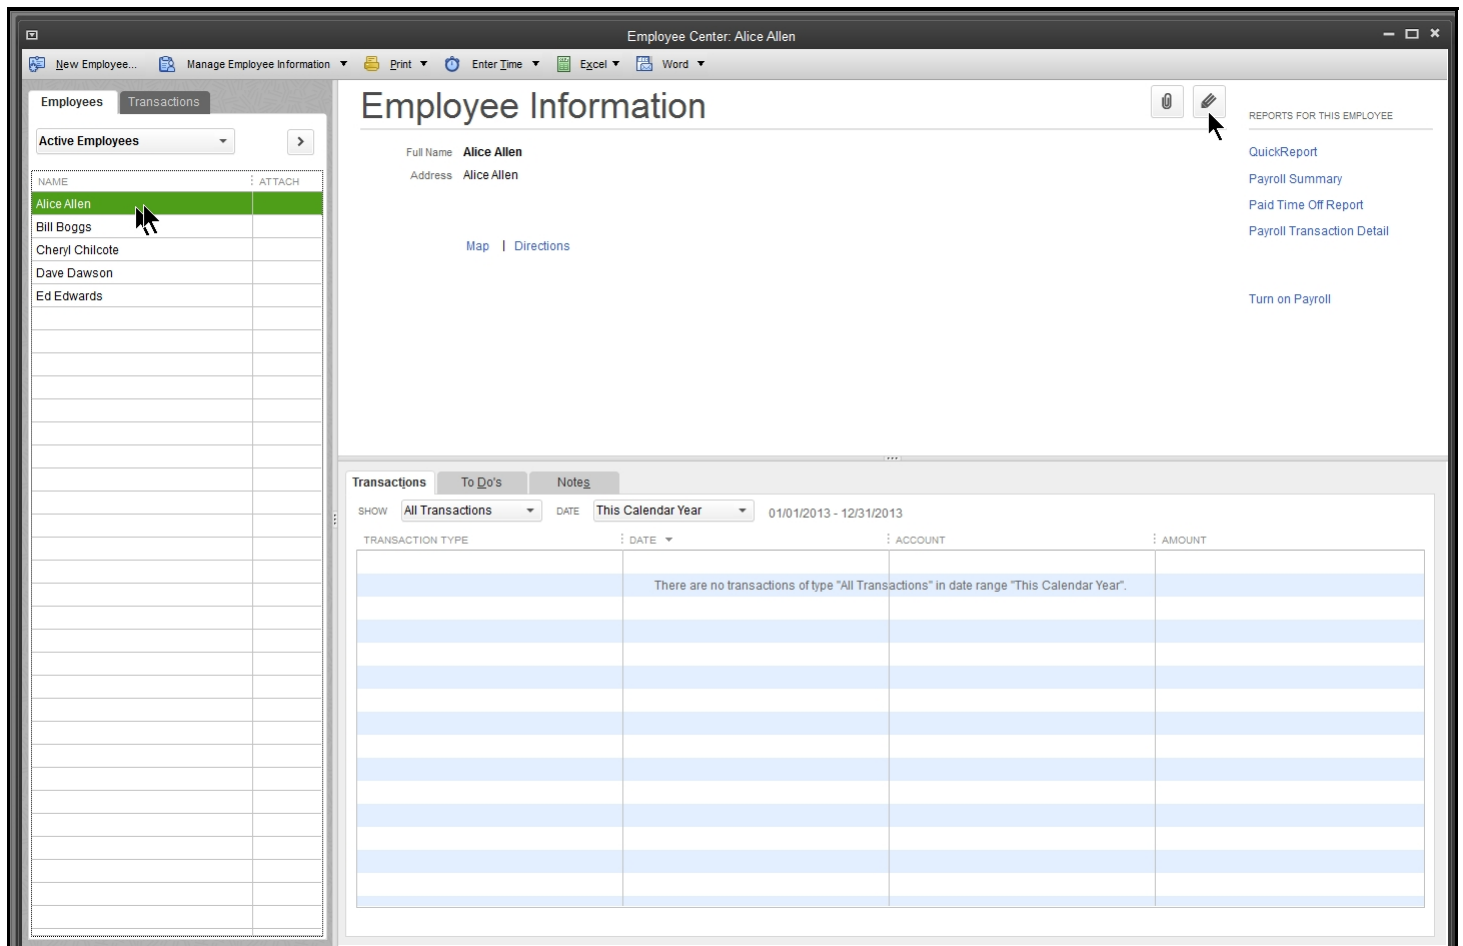 Employee Center: Alice Allen
New Employee... Manage Employee Information Print Enter Time Excel Word
Employees Transactions
Active Employees
NAME ATTACH
Alice Allen
Bill Boggs
Cheryl Chilcote
Dave Dawson
Ed Edwards
Employee Information
Full Name Alice Allen
Address Alice Allen
Map | Directions
REPORTS FOR THIS EMPLOYEE
QuickReport
Payroll Summary
Paid Time Off Report
Payroll Transaction Detail
Turn on Payroll
Transactions To Do's Notes
SHOW All Transactions DATE This Calendar Year 01/01/2013 - 12/31/2013
TRANSACTION TYPE DATE ACCOUNT AMOUNT
There are no transactions of type "All Transactions" in date range "This Calendar Year".